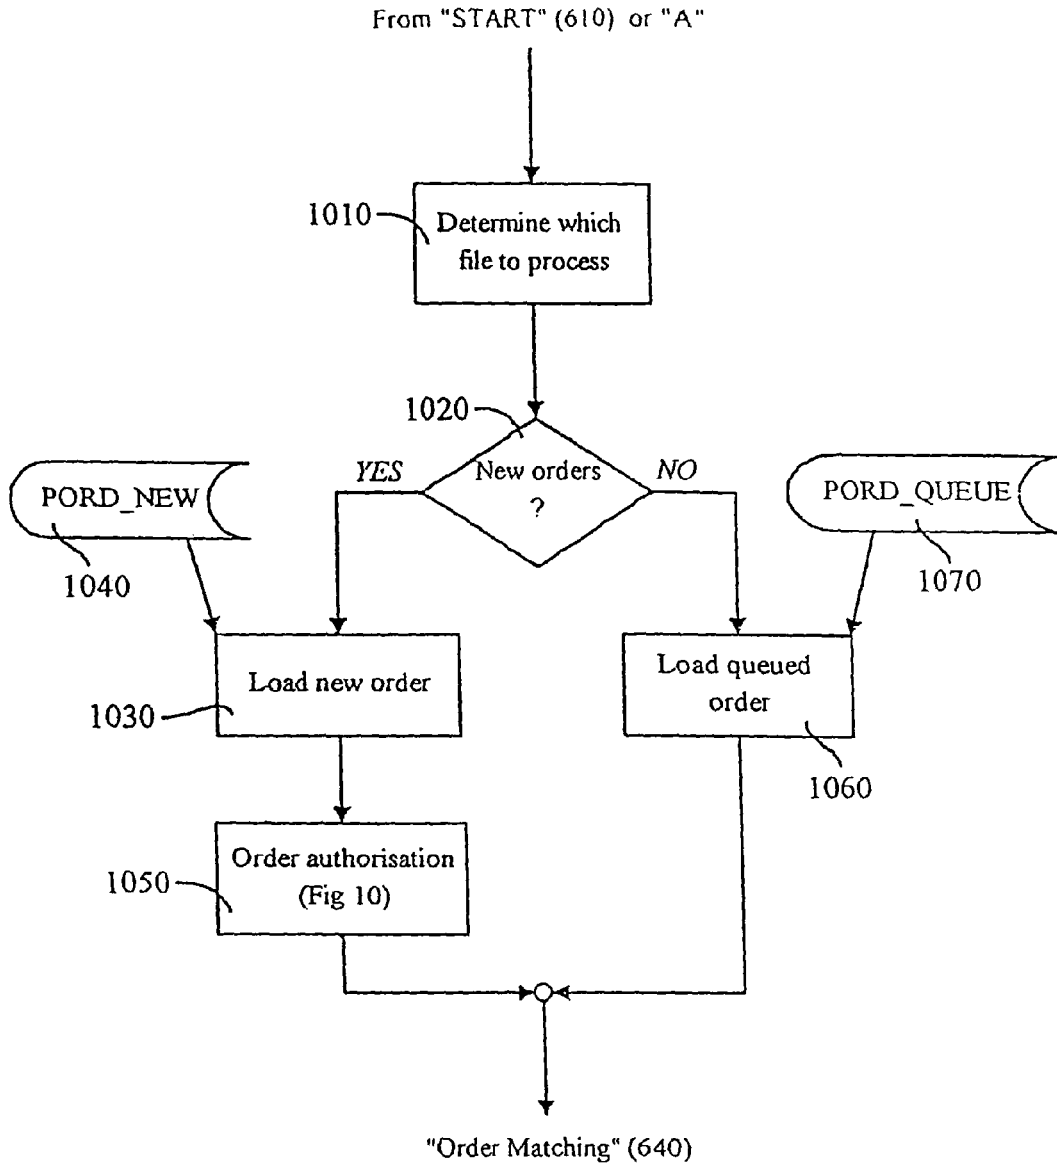 From "START" (610) or "A"
1010
Determine which
file to process
1020
YES
New orders
?
NO
PORD_NEW
PORD_QUEUE
1040
1070
Load new order
Load queued
order
1030
1060
Order authorisation
(Fig 10)
1050
"Order Matching" (640)